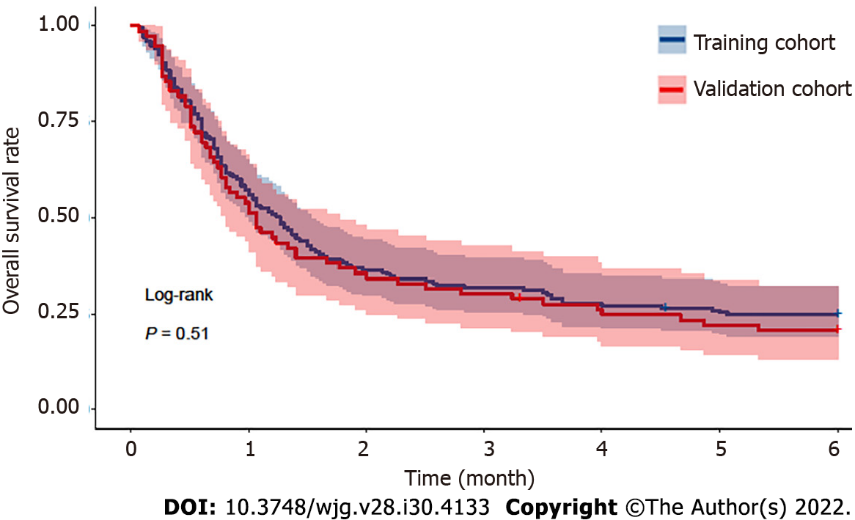 1.00
0.75
0.50
0.25
0.00
Overall survival rate
Training cohort
Validation cohort
Log-rank
P = 0.51
0 1 2 3 4 5 6
Time (month)
DOI: 10.3748/wjg.v28.i30.4133 Copyright ©The Author(s) 2022.